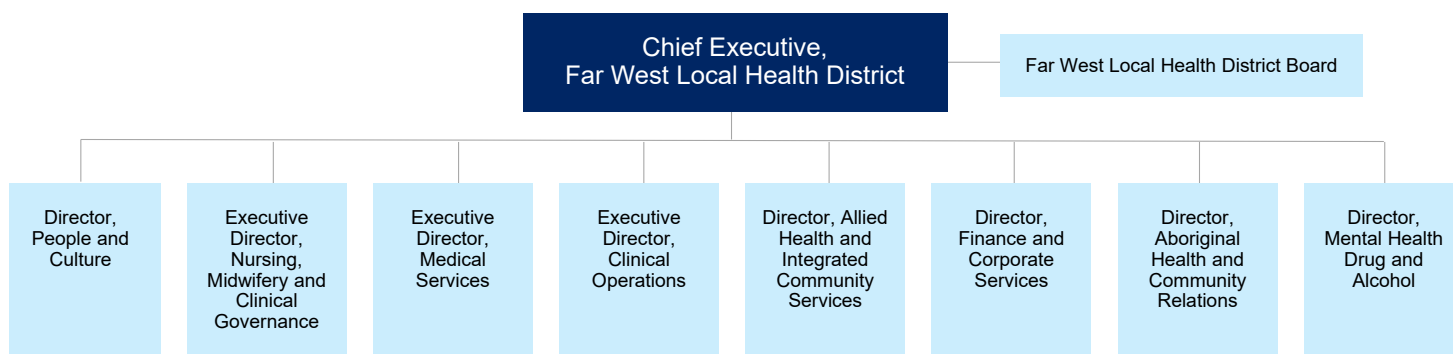 Chief Executive,
Far West Local Health District
Far West Local Health District Board
Director,
People and
Culture
Executive
Director,
Nursing,
Midwifery and
Clinical
Governance
Executive
Director,
Medical
Services
Executive
Director,
Clinical
Operations
Director, Allied
Health and
Integrated
Community
Services
Director,
Finance and
Corporate
Services
Director,
Aboriginal
Health and
Community
Relations
Director,
Mental Health
Drug and
Alcohol